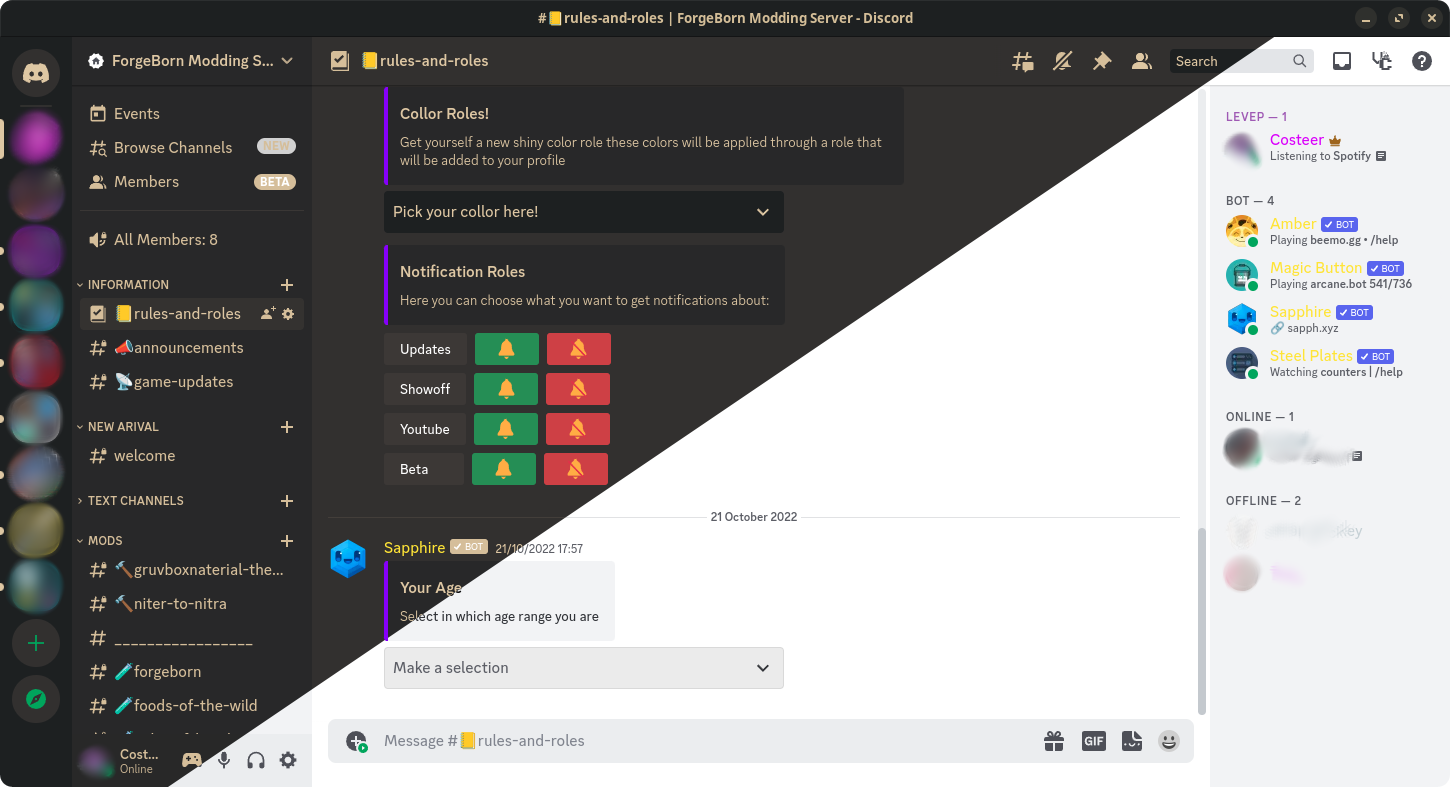 #📒rules-and-roles | ForgeBorn Modding Server - Discord
ForgeBorn Modding S...
Events
Browse Channels NEW
Members BETA
All Members: 8
INFORMATION
📒rules-and-roles
📣announcements
📡game-updates
NEW ARIVAL
welcome
TEXT CHANNELS
MODS
🔨gruvboxnaterial-the...
🔨niter-to-nitra
_________________
🧪forgeborn
🧪foods-of-the-wild
Cost...
Online
📒rules-and-roles
Search
Collor Roles!
Get yourself a new shiny color role these colors will be applied through a role that
will be added to your profile
Pick your collor here!
Notification Roles
Here you can choose what you want to get notifications about:
Updates
Showoff
Youtube
Beta
21 October 2022
Sapphire ✓ BOT 21/10/2022 17:57
Your Age
Select in which age range you are
Make a selection
Message #📒rules-and-roles
GIF
LEVEP — 1
Costeer
Listening to Spotify
BOT — 4
Amber ✓ BOT
Playing beemo.gg • /help
Magic Button ✓ BOT
Playing arcane.bot 541/736
Sapphire ✓ BOT
🔗 sapph.xyz
Steel Plates ✓ BOT
Watching counters | /help
ONLINE — 1
OFFLINE — 2